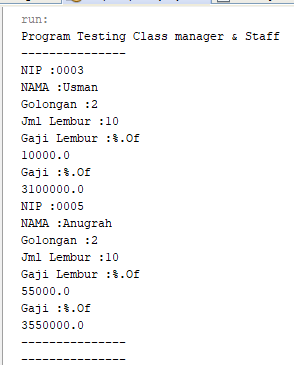 run:
Program Testing Class manager & Staff
---------------
NIP :0003
NAMA :Usman
Golongan :2
Jml Lembur :10
Gaji Lembur :%.Of
10000.0
Gaji :%.Of
3100000.0
NIP :0005
NAMA :Anugrah
Golongan :2
Jml Lembur :10
Gaji Lembur :%.Of
55000.0
Gaji :%.Of
3550000.0
---------------
---------------